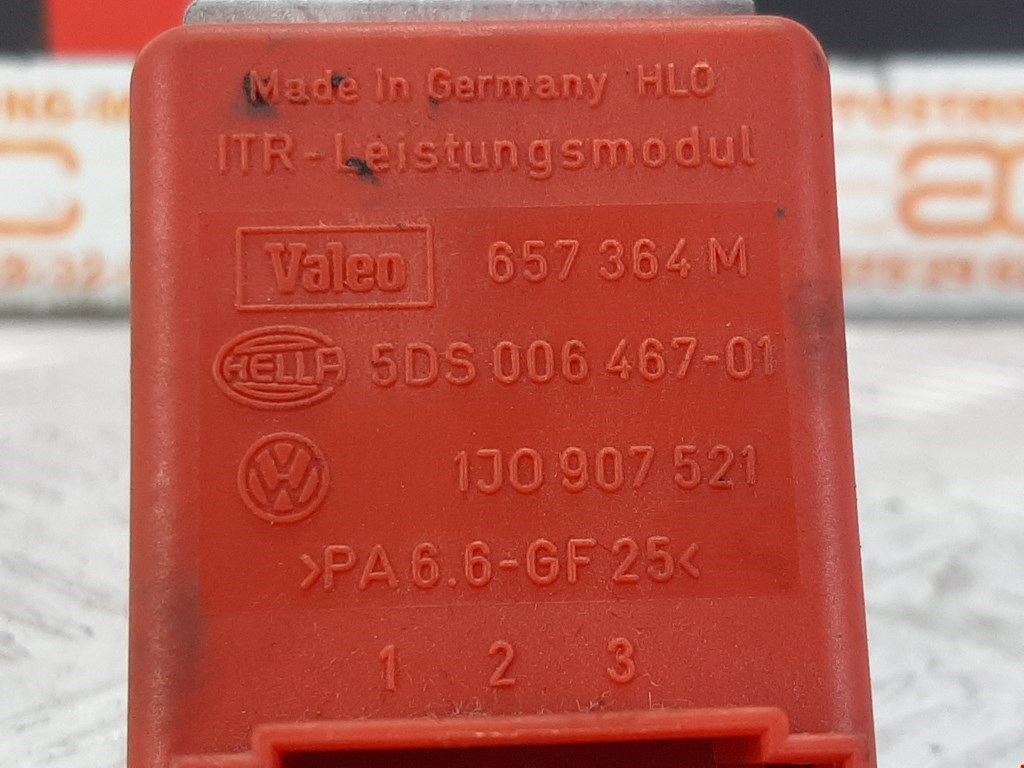 Made in Germany HLO
ITR-Leistungsmodul
Valeo 657 364 M
HELLA 5DS 006 467-01
VW 1J0 907 521
>PA 6.6-GF 25<
1 2 3